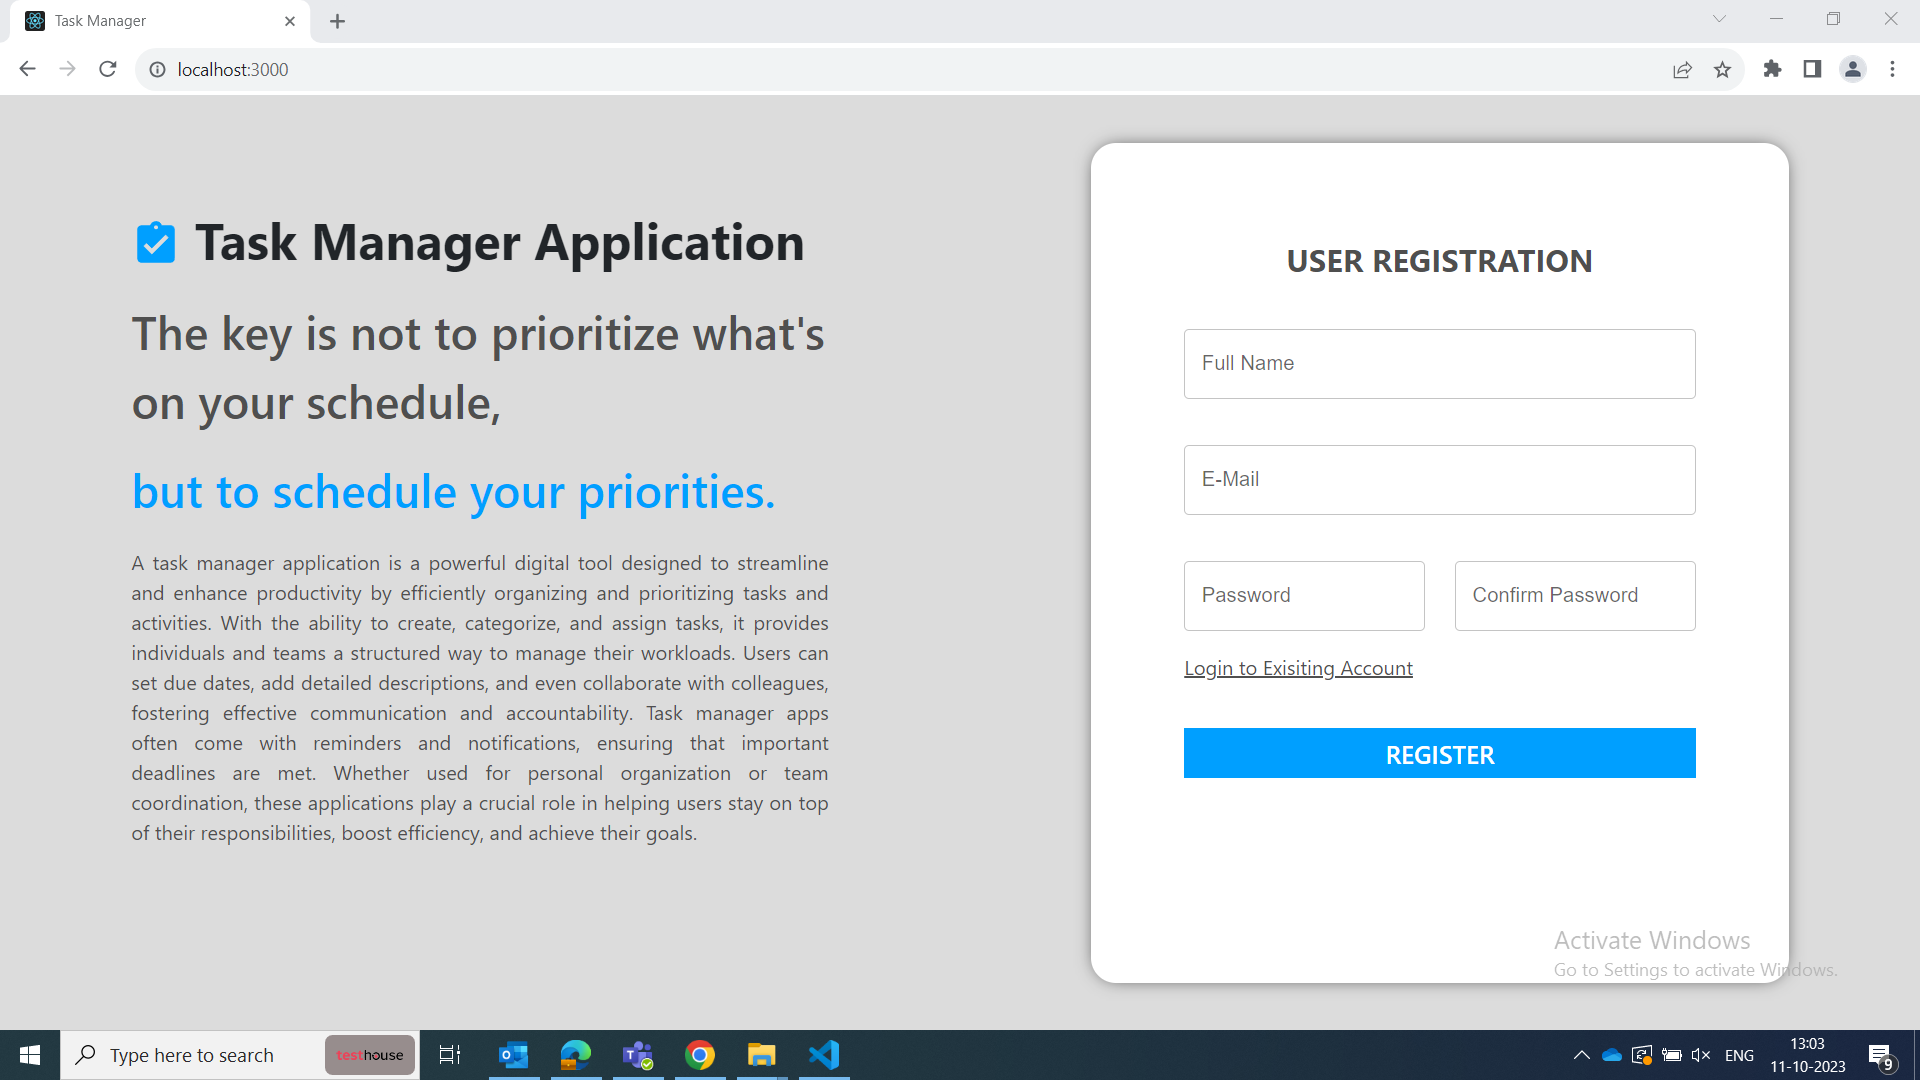 Task Manager
localhost:3000
Task Manager Application
The key is not to prioritize what's
on your schedule,
but to schedule your priorities.
A task manager application is a powerful digital tool designed to streamline
and enhance productivity by efficiently organizing and prioritizing tasks and
activities. With the ability to create, categorize, and assign tasks, it provides
individuals and teams a structured way to manage their workloads. Users can
set due dates, add detailed descriptions, and even collaborate with colleagues,
fostering effective communication and accountability. Task manager apps
often come with reminders and notifications, ensuring that important
deadlines are met. Whether used for personal organization or team
coordination, these applications play a crucial role in helping users stay on top
of their responsibilities, boost efficiency, and achieve their goals.
USER REGISTRATION
Full Name
E-Mail
Password
Confirm Password
Login to Exisiting Account
REGISTER
Activate Windows
Go to Settings to activate Windows.
Type here to search
testhouse
ENG
13:03
11-10-2023
9